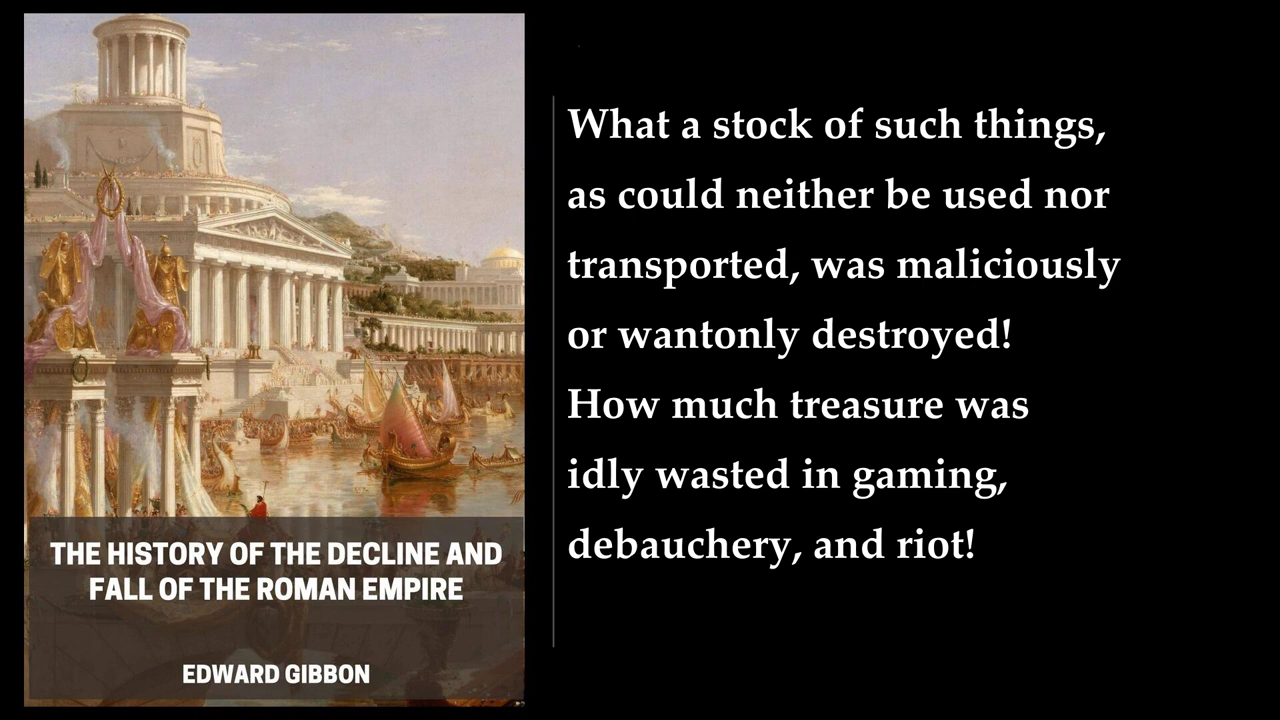 THE HISTORY OF THE DECLINE AND
FALL OF THE ROMAN EMPIRE
EDWARD GIBBON
What a stock of such things,
as could neither be used nor
transported, was maliciously
or wantonly destroyed!
How much treasure was
idly wasted in gaming,
debauchery, and riot!